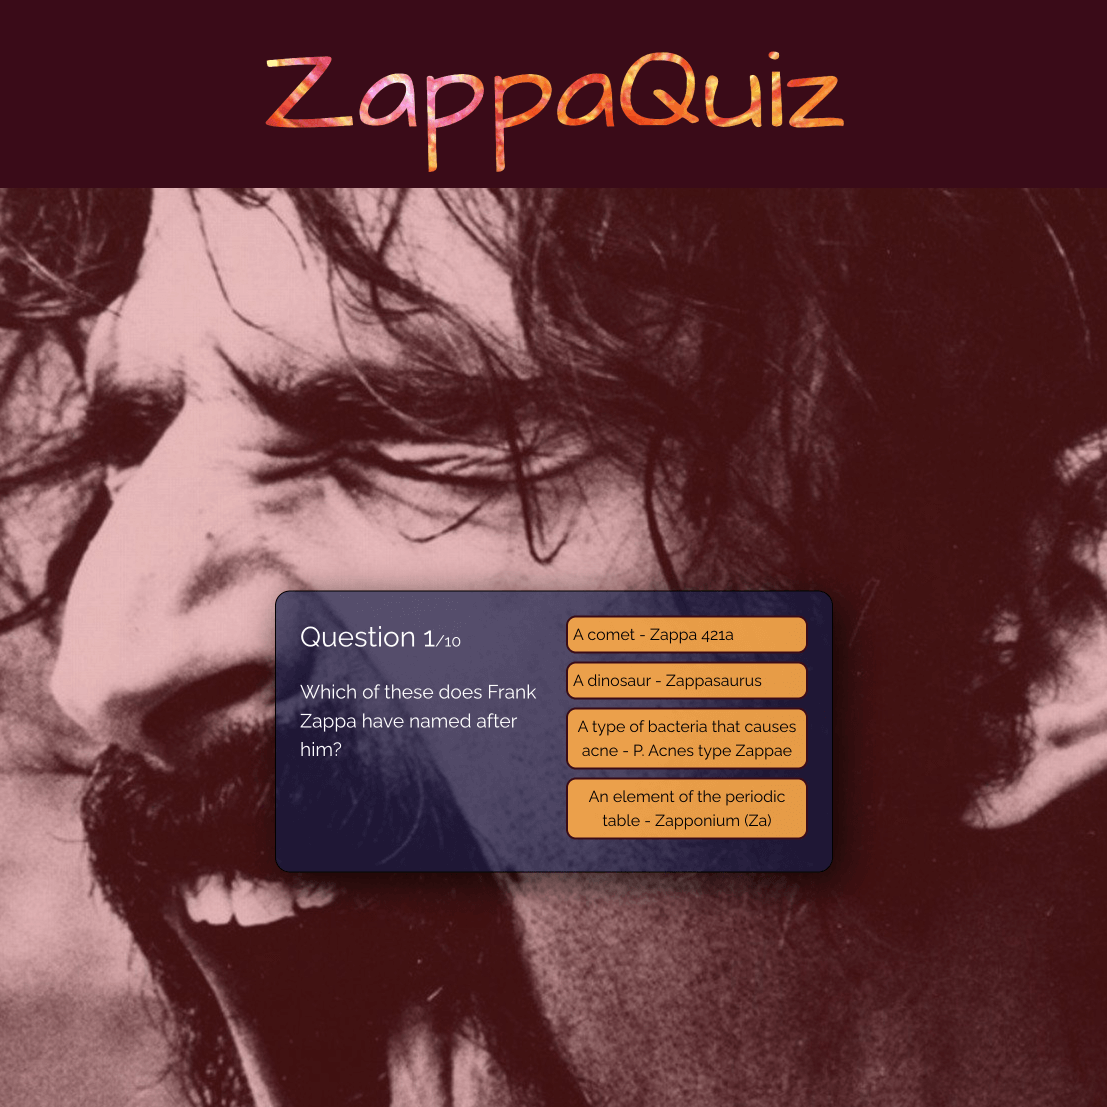 ZappaQuiz
Question 1/10
Which of these does Frank
Zappa have named after
him?
A comet - Zappa 421a
A dinosaur - Zappasaurus
A type of bacteria that causes
acne - P. Acnes type Zappae
An element of the periodic
table - Zapponium (Za)